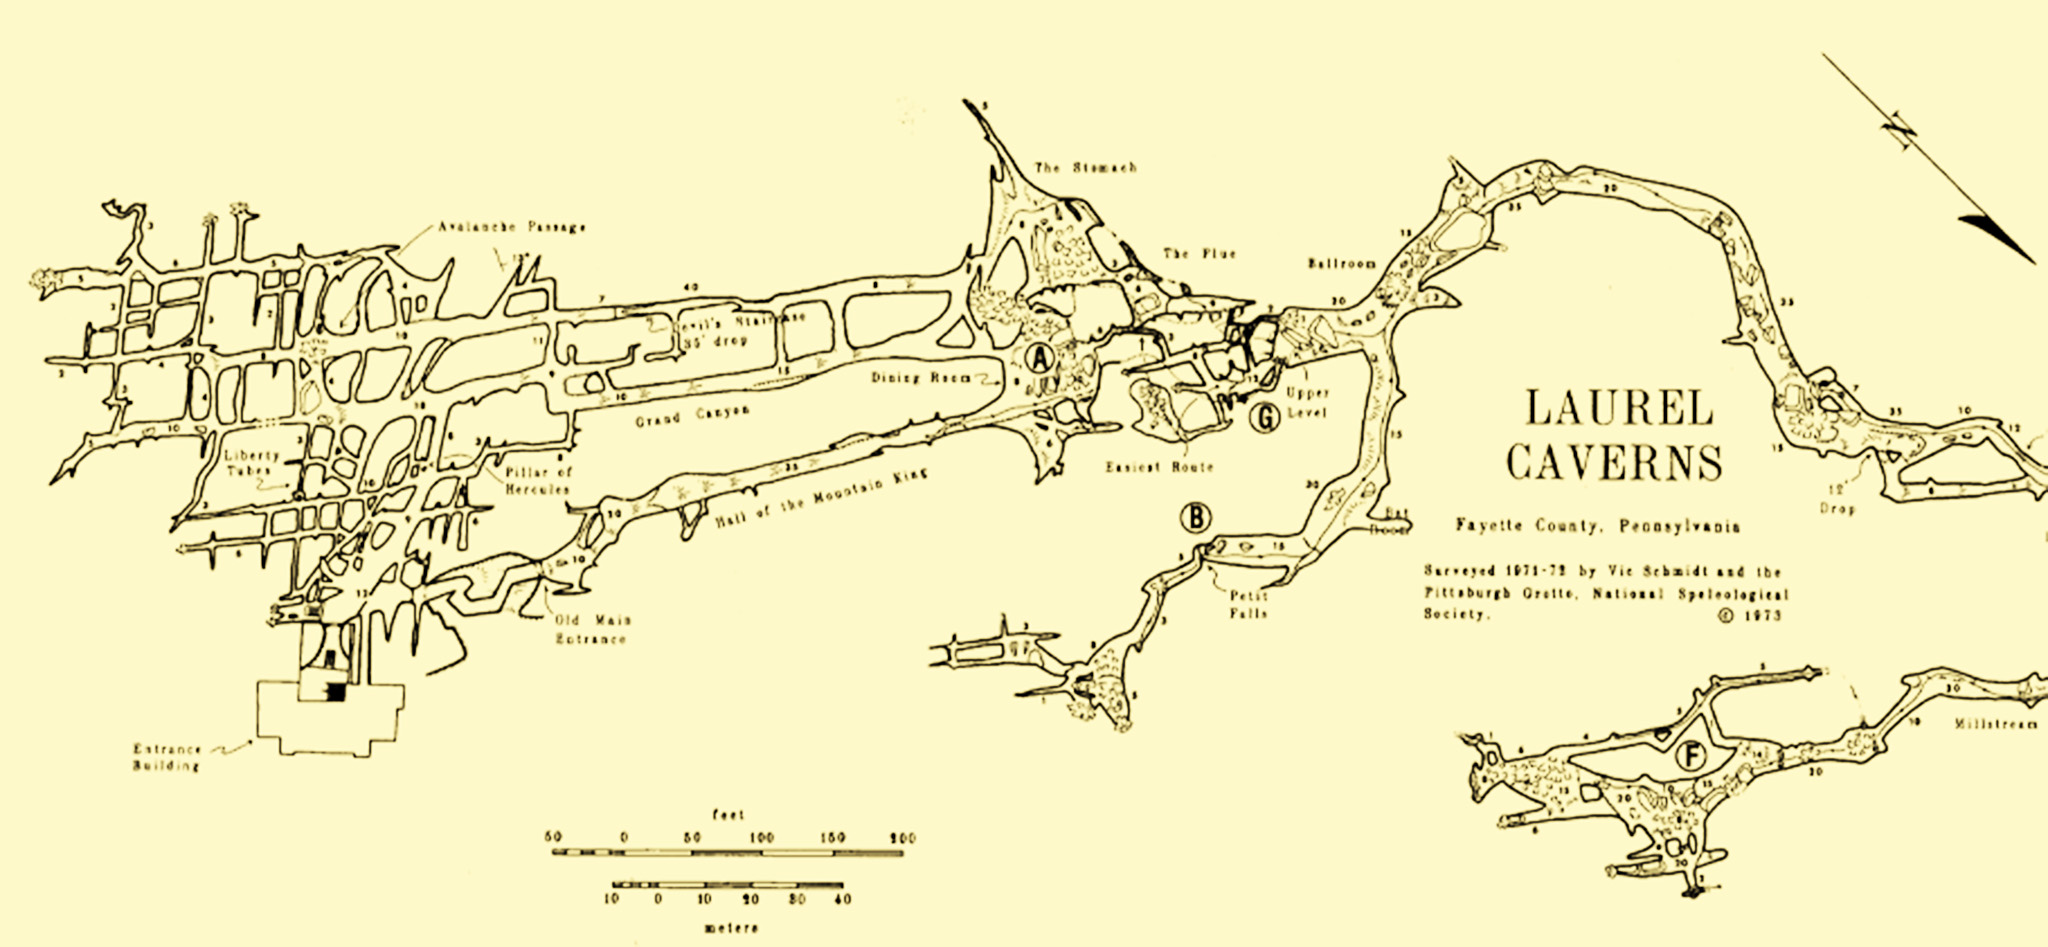 The Stomach
N
Avalanche Passage
The Flue
Ballroom
Devil's Staircase
35' drop
Dining Room
Grand Canyon
Upper
Level
A
G
Liberty
Tubes
Pillar of
Hercules
Hall of the Mountain King
Easiest Route
LAUREL
CAVERNS
12'
Drop
Fayette County, Pennsylvania
B
Bat
Room
Surveyed 1971-72 by Vic Schmidt and the
Pittsburgh Grotto, National Speleological
Society. © 1973
Petit
Falls
Old Main
Entrance
Entrance
Building
F
Millstream
feet
50 0 50 100 150 200
10 0 10 20 30 40
meters